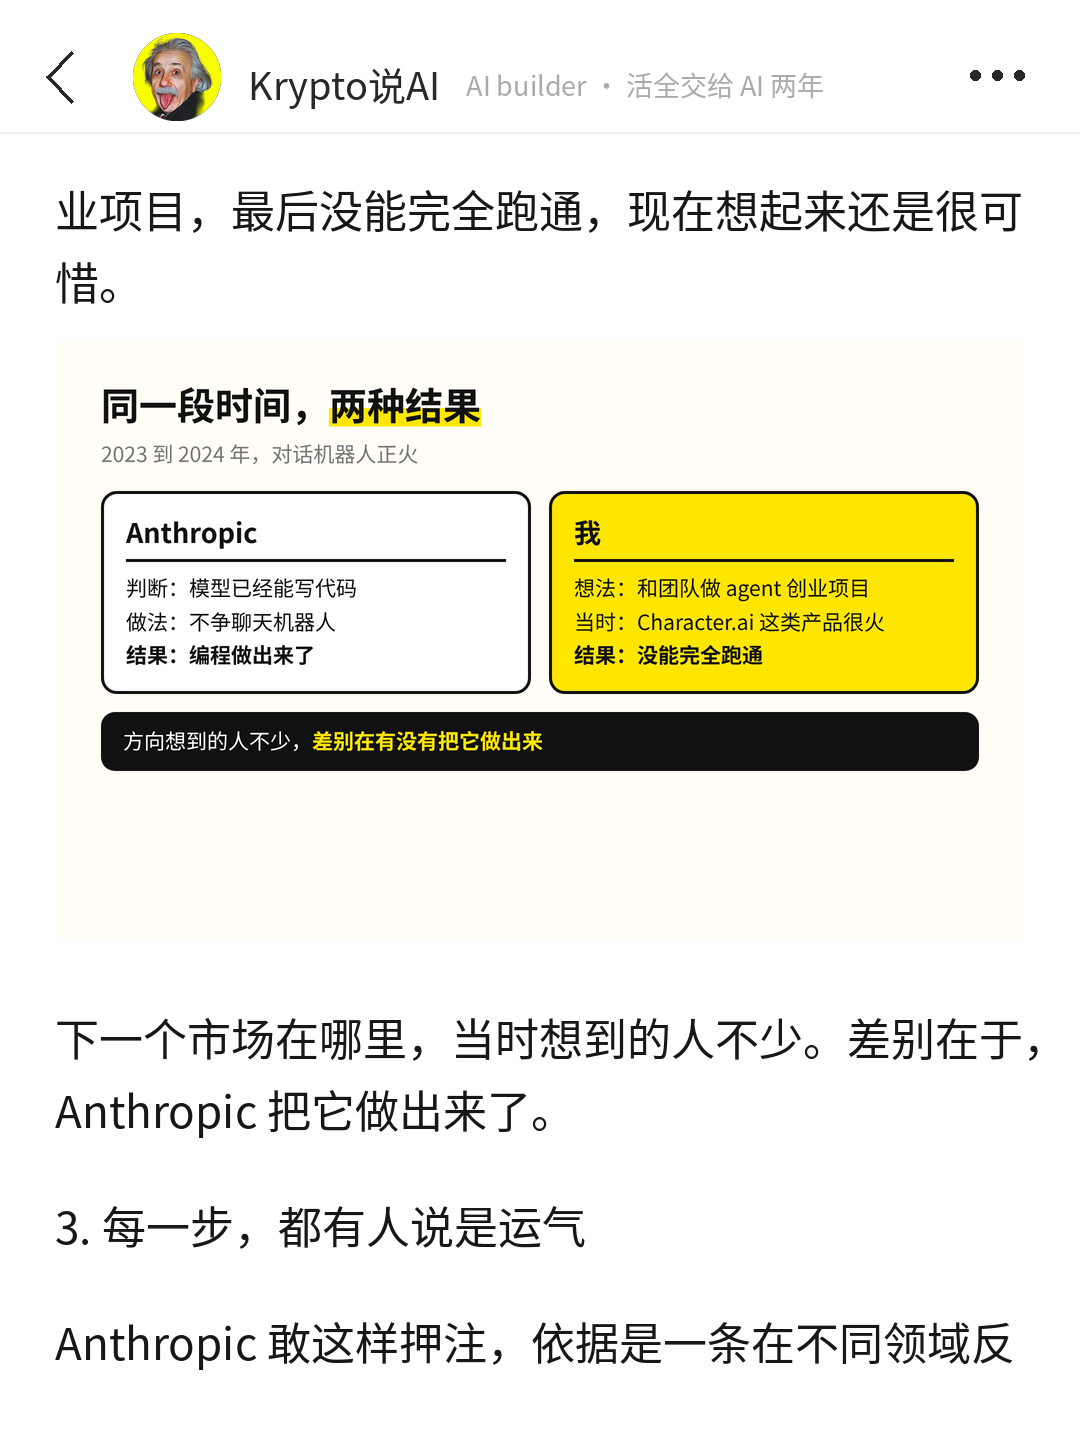 Krypto说AI AI builder · 活全交给 AI 两年
业项目，最后没能完全跑通，现在想起来还是很可
惜。
同一段时间，两种结果
2023 到 2024 年，对话机器人正火
Anthropic
判断：模型已经能写代码
做法：不争聊天机器人
结果：编程做出来了
我
想法：和团队做 agent 创业项目
当时：Character.ai 这类产品很火
结果：没能完全跑通
方向想到的人不少，差别在有没有把它做出来
下一个市场在哪里，当时想到的人不少。差别在于，
Anthropic 把它做出来了。
3. 每一步，都有人说是运气
Anthropic 敢这样押注，依据是一条在不同领域反